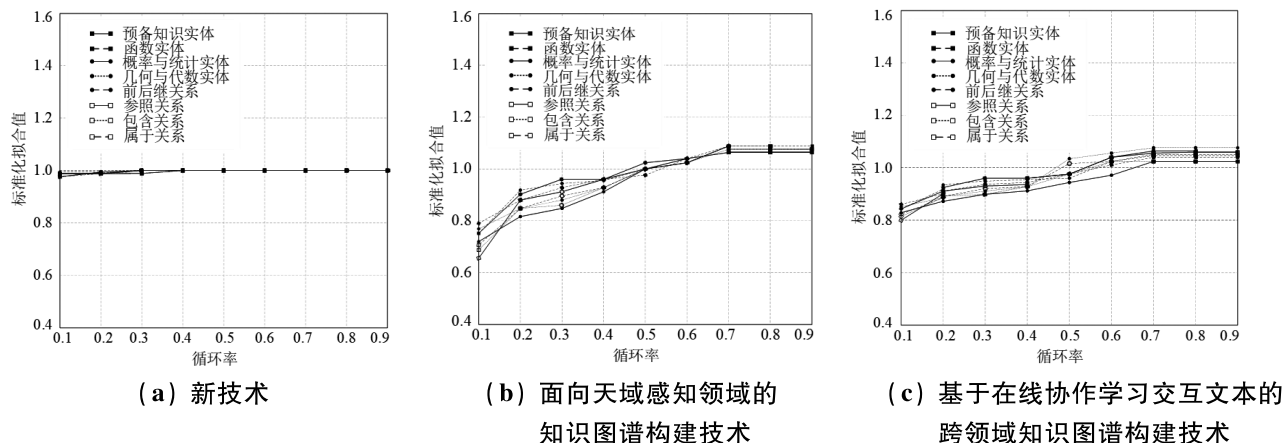 1.6
1.4
1.2
1.0
0.8
0.6
0.4
标准化拟合值
预备知识实体
函数实体
概率与统计实体
几何与代数实体
前后继关系
参照关系
包含关系
属于关系
0.1 0.2 0.3 0.4 0.5 0.6 0.7 0.8 0.9
循环率
(a) 新技术
1.6
1.4
1.2
1.0
0.8
0.6
0.4
标准化拟合值
预备知识实体
函数实体
概率与统计实体
几何与代数实体
前后继关系
参照关系
包含关系
属于关系
0.1 0.2 0.3 0.4 0.5 0.6 0.7 0.8 0.9
循环率
(b) 面向天域感知领域的
知识图谱构建技术
1.6
1.4
1.2
1.0
0.8
0.6
0.4
标准化拟合值
预备知识实体
函数实体
概率与统计实体
几何与代数实体
前后继关系
参照关系
包含关系
属于关系
0.1 0.2 0.3 0.4 0.5 0.6 0.7 0.8 0.9
循环率
(c) 基于在线协作学习交互文本的
跨领域知识图谱构建技术